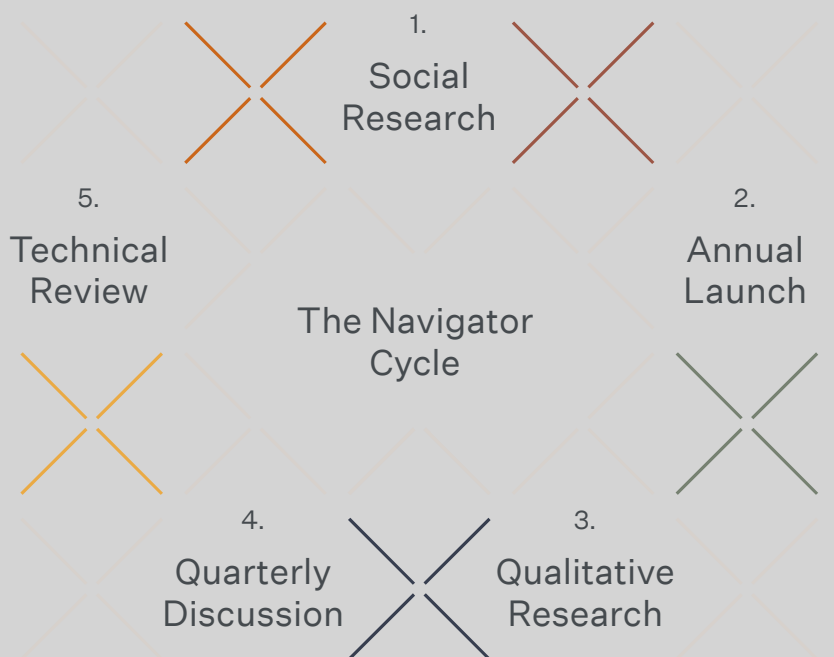 1.
Social
Research
2.
Annual
Launch
3.
Qualitative
Research
4.
Quarterly
Discussion
5.
Technical
Review
The Navigator
Cycle